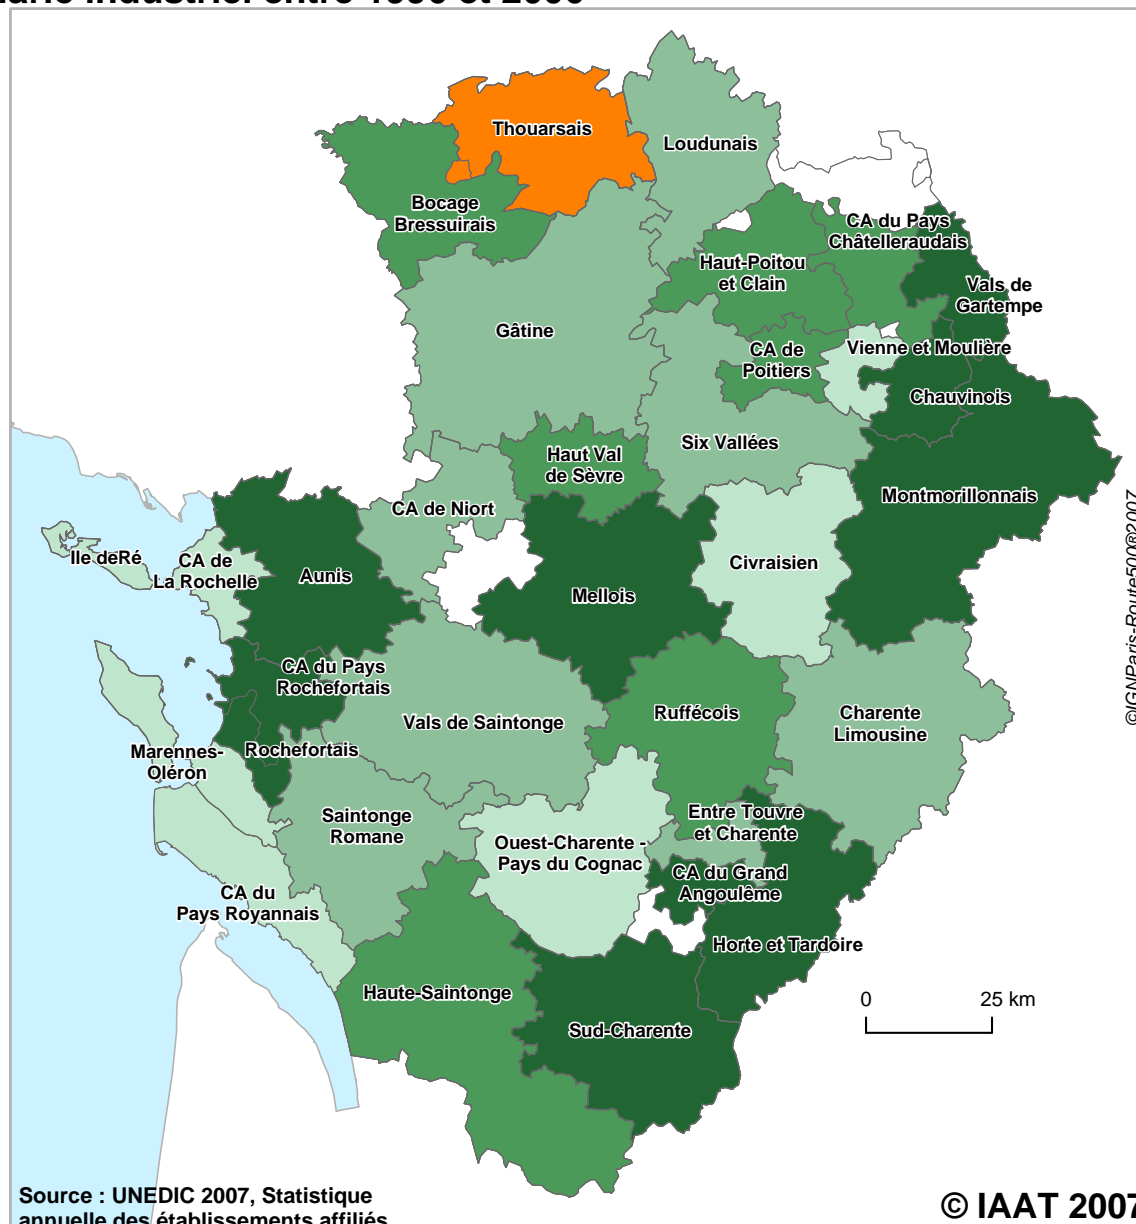 Thouarsais
Loudunais
Bocage
Bressuirais
CA du Pays
Châtelleraudais
Haut-Poitou
et Clain
Vals de
Gartempe
Gâtine
CA de
Poitiers
Vienne et Moulière
Chauvinois
Six Vallées
Haut Val
de Sèvre
Montmorillonnais
CA de Niort
Ile deRé
CA de
La Rochelle
Aunis
Civraisien
Mellois
CA du Pays
Rochefortais
Vals de Saintonge
Ruffécois
Charente
Limousine
Rochefortais
Marennes-
Oléron
Saintonge
Romane
Entre Touvre
et Charente
Ouest-Charente -
Pays du Cognac
CA du Grand
Angoulême
CA du
Pays Royannais
Horte et Tardoire
Haute-Saintonge
Sud-Charente
0 25 km
©IGNParis-Route500®2007
Source : UNEDIC 2007, Statistique
annuelle des établissements affiliés
© IAAT 2007